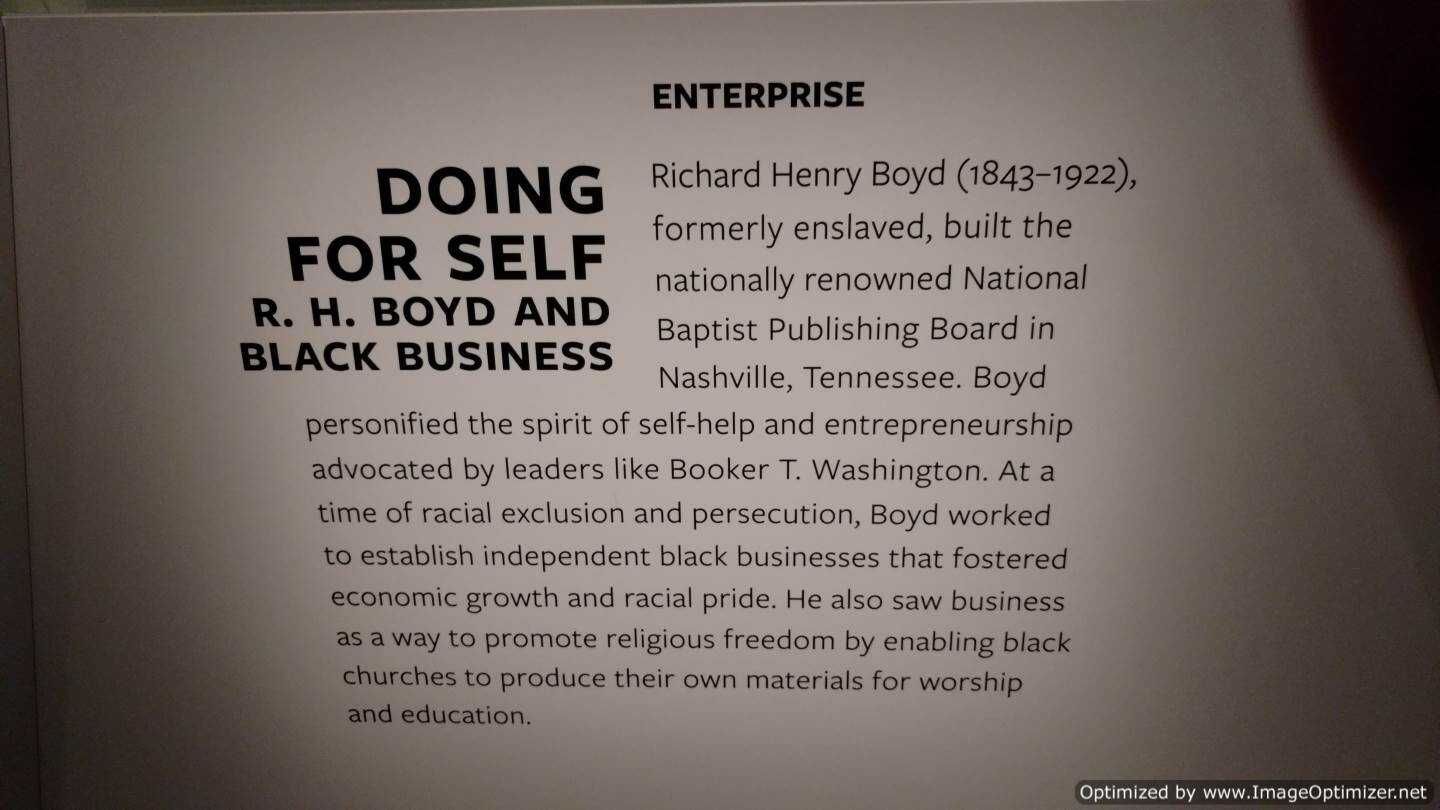 ENTERPRISE
DOING
FOR SELF
R. H. BOYD AND
BLACK BUSINESS
Richard Henry Boyd (1843–1922),
formerly enslaved, built the
nationally renowned National
Baptist Publishing Board in
Nashville, Tennessee. Boyd
personified the spirit of self-help and entrepreneurship
advocated by leaders like Booker T. Washington. At a
time of racial exclusion and persecution, Boyd worked
to establish independent black businesses that fostered
economic growth and racial pride. He also saw business
as a way to promote religious freedom by enabling black
churches to produce their own materials for worship
and education.
Optimized by www.ImageOptimizer.net